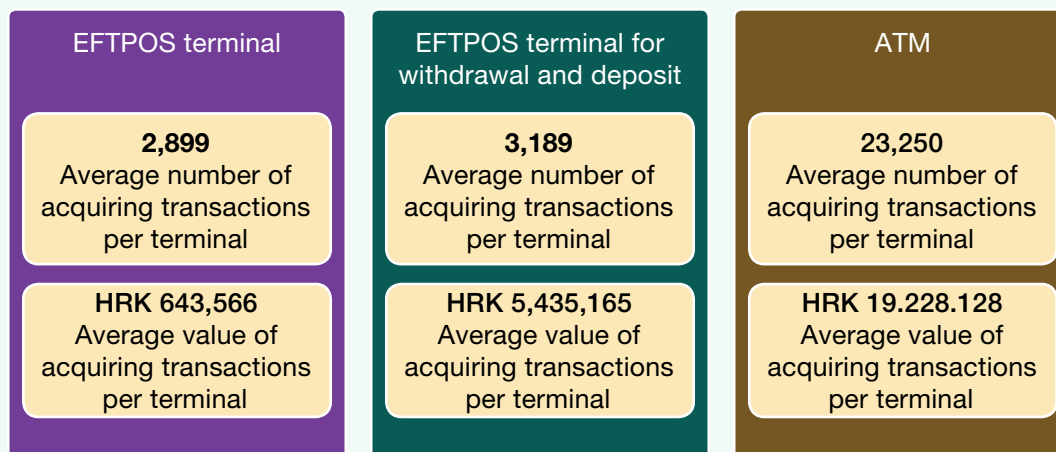 EFTPOS terminal
2,899
Average number of
acquiring transactions
per terminal
HRK 643,566
Average value of
acquiring transactions
per terminal
EFTPOS terminal for
withdrawal and deposit
3,189
Average number of
acquiring transactions
per terminal
HRK 5,435,165
Average value of
acquiring transactions
per terminal
ATM
23,250
Average number of
acquiring transactions
per terminal
HRK 19.228.128
Average value of
acquiring transactions
per terminal